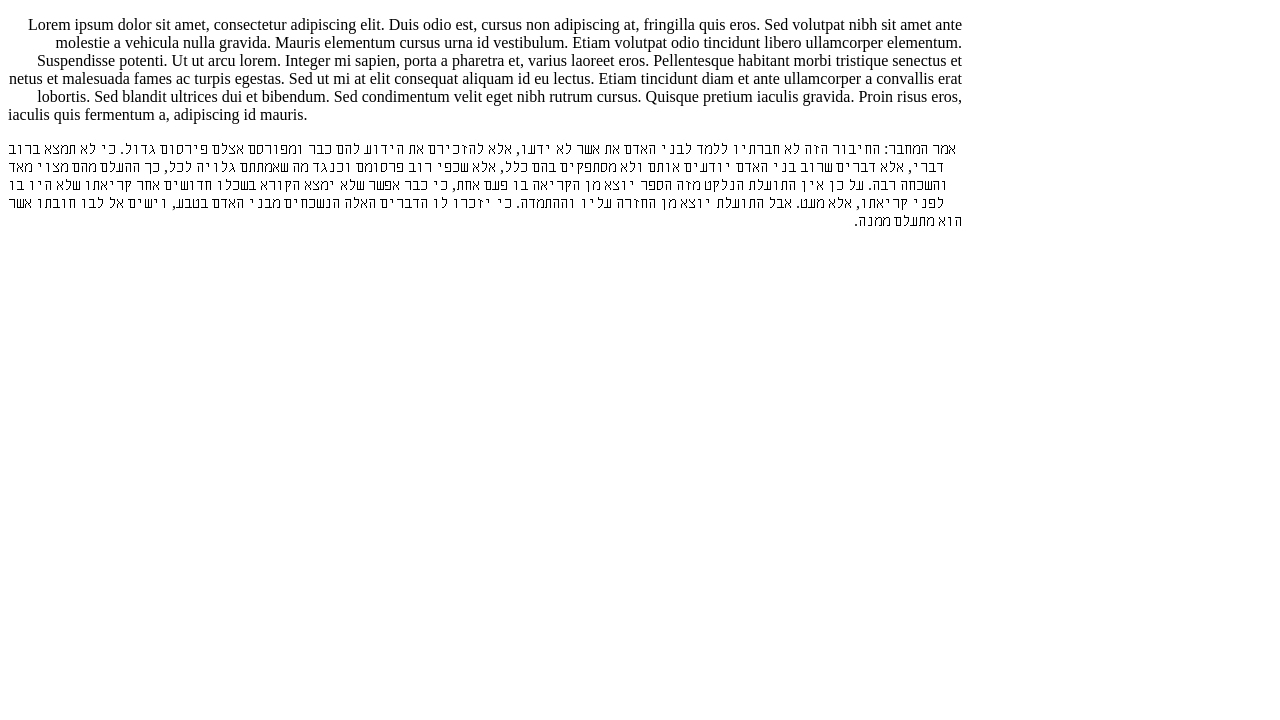 Lorem ipsum dolor sit amet, consectetur adipiscing elit. Duis odio est, cursus non adipiscing at, fringilla quis eros. Sed volutpat nibh sit amet ante
molestie a vehicula nulla gravida. Mauris elementum cursus urna id vestibulum. Etiam volutpat odio tincidunt libero ullamcorper elementum.
Suspendisse potenti. Ut ut arcu lorem. Integer mi sapien, porta a pharetra et, varius laoreet eros. Pellentesque habitant morbi tristique senectus et
netus et malesuada fames ac turpis egestas. Sed ut mi at elit consequat aliquam id eu lectus. Etiam tincidunt diam et ante ullamcorper a convallis erat
lobortis. Sed blandit ultrices dui et bibendum. Sed condimentum velit eget nibh rutrum cursus. Quisque pretium iaculis gravida. Proin risus eros,
iaculis quis fermentum a, adipiscing id mauris.
אמר המחבר: החיבור הזה לא חברתיו ללמד לבני האדם את אשר לא ידעו, אלא להזכירם את הידוע להם כבר ומפורסם אצלם פירסום גדול. כי לא תמצא ברוב
דברי, אלא דברים שרוב בני האדם יודעים אותם ולא מסתפקים בהם כלל, אלא שכפי רוב פרסומם וכנגד מה שאמתתם גלויה לכל, כך ההעלם מהם מצוי מאד
והשכחה רבה. על כן אין התועלת הנלקט מזה הספר יוצא מן הקריאה בו פעם אחת, כי כבר אפשר שלא ימצא הקורא בשכלו חדושים אחר קריאתו שלא היו בו
לפני קריאתו, אלא מעט. אבל התועלת יוצא מן החזרה עליו וההתמדה. כי יזכרו לו הדברים האלה הנשכחים מבני האדם בטבע, וישים אל לבו חובתו אשר
הוא מתעלם ממנה.